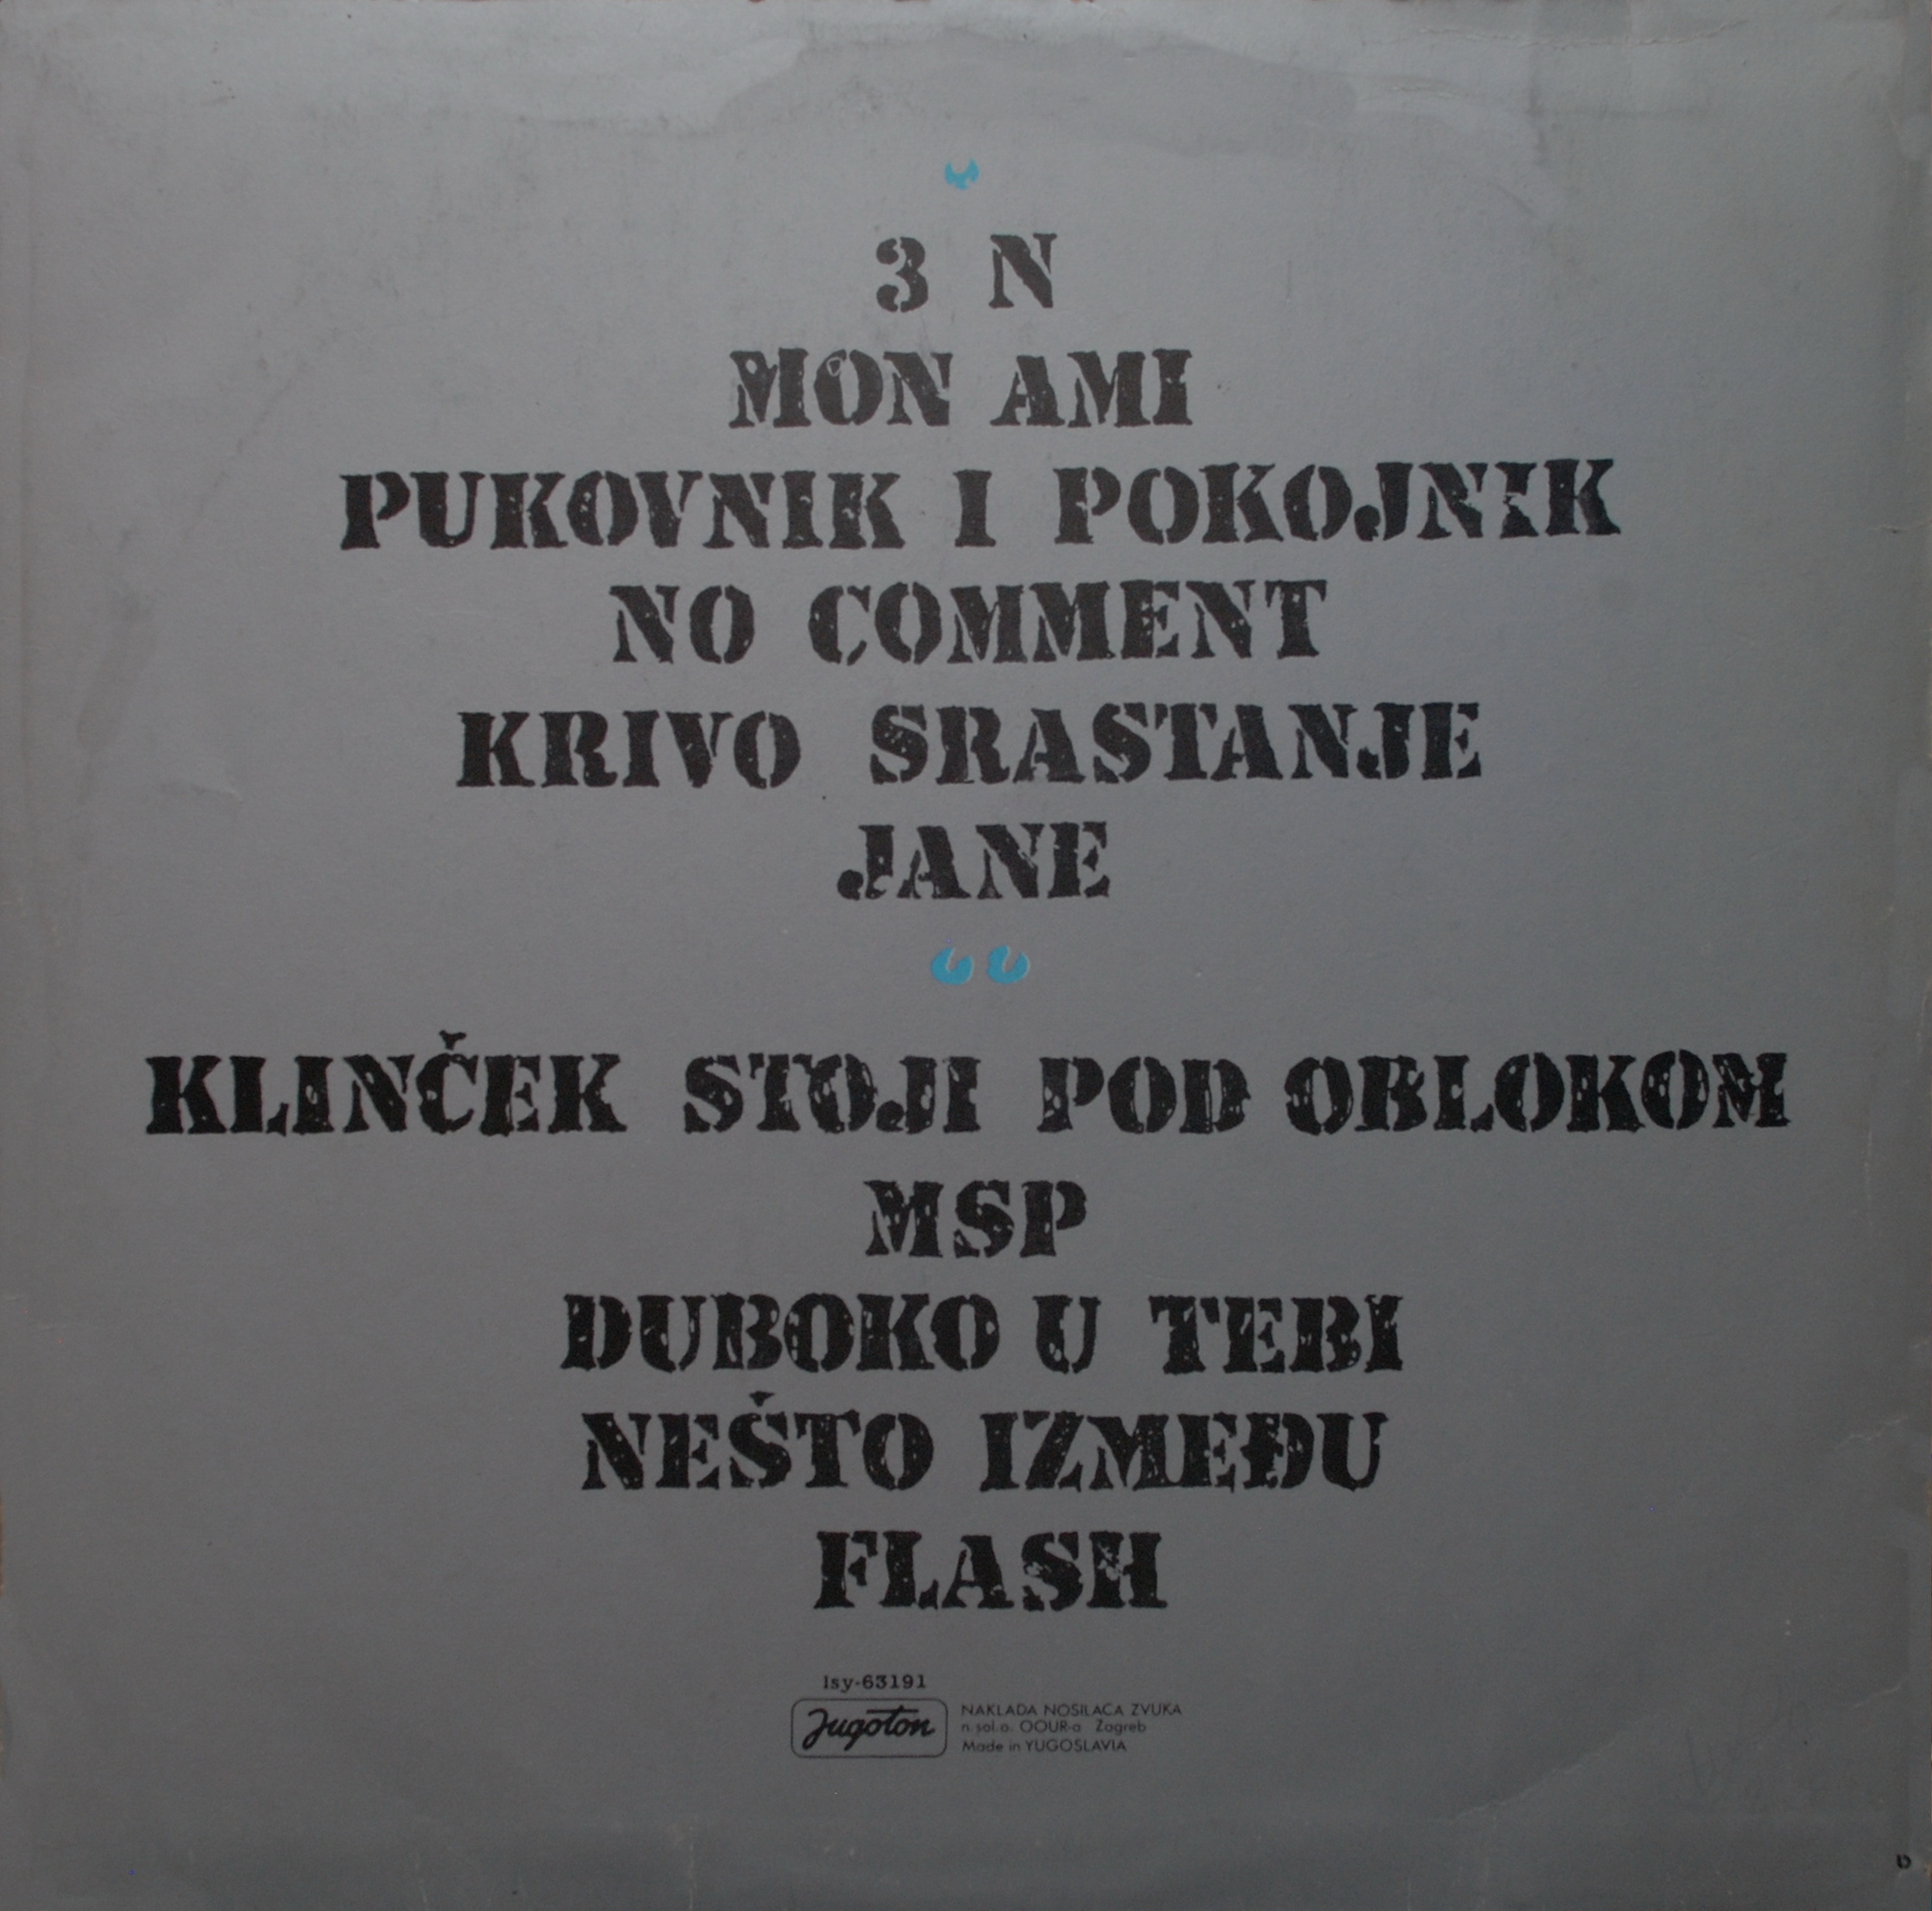 3 N
MON AMI
PUKOVNIK I POKOJNIK
NO COMMENT
KRIVO SRASTANJE
JANE
KLINČEK STOJI POD OBLOKOM
MSP
DUBOKO U TEBI
NEŠTO IZMEĐU
FLASH
lsy-63191
Jugoton
NAKLADA NOSILACA ZVUKA
n. sol. o. OOUR-a Zagreb
Made in YUGOSLAVIA